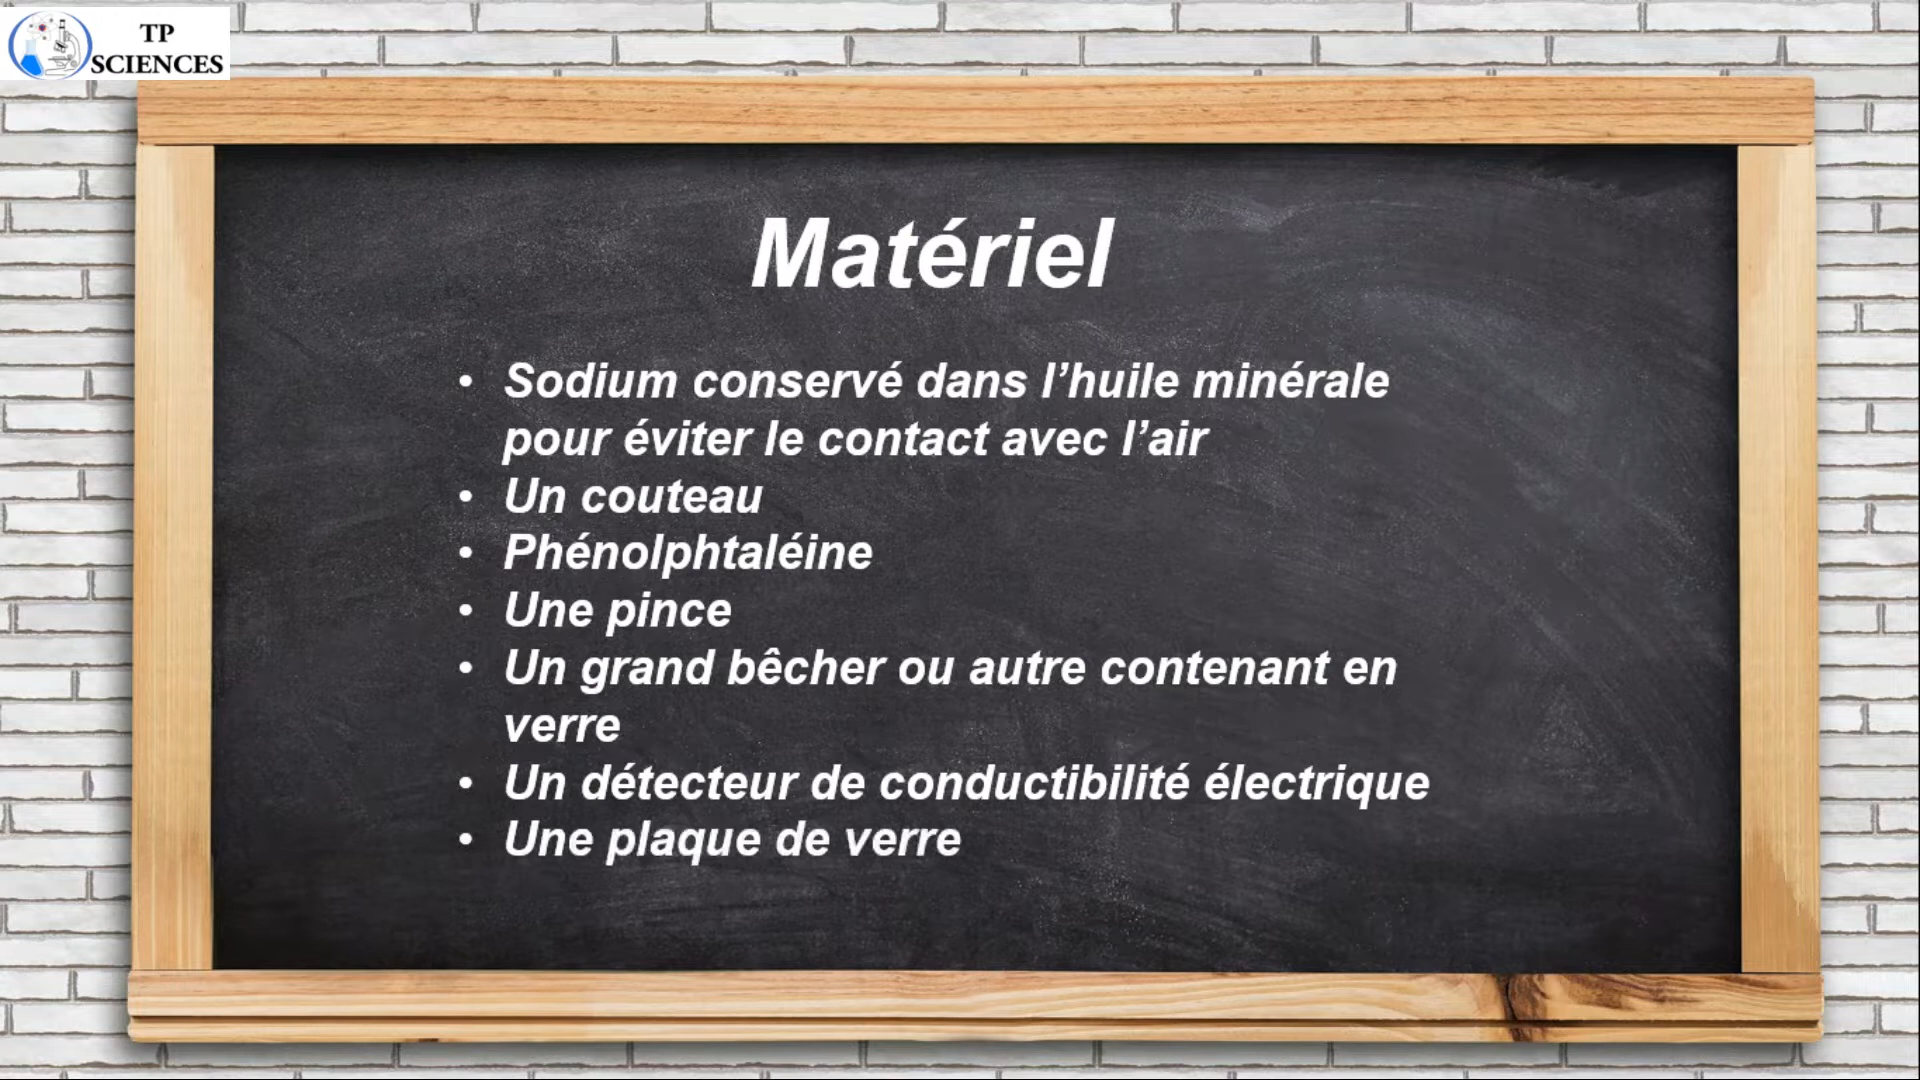 TP
SCIENCES
Matériel
• Sodium conservé dans l’huile minérale
pour éviter le contact avec l’air
• Un couteau
• Phénolphtaléine
• Une pince
• Un grand bêcher ou autre contenant en
verre
• Un détecteur de conductibilité électrique
• Une plaque de verre